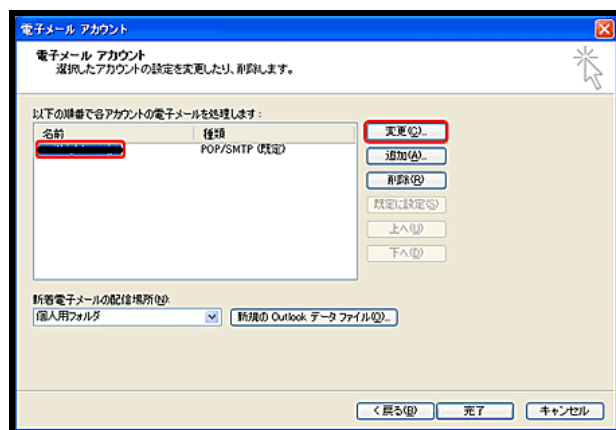 電子メール アカウント
電子メール アカウント
選択したアカウントの設定を変更したり、削除します。
以下の順番で各アカウントの電子メールを処理します:
名前 種類
POP/SMTP (既定)
変更(C)...
追加(A)...
削除(R)
既定に設定(S)
上へ(U)
下へ(D)
新着電子メールの配信場所(N):
個人用フォルダ 新規の Outlook データ ファイル(O)...
< 戻る(B) 完了 キャンセル